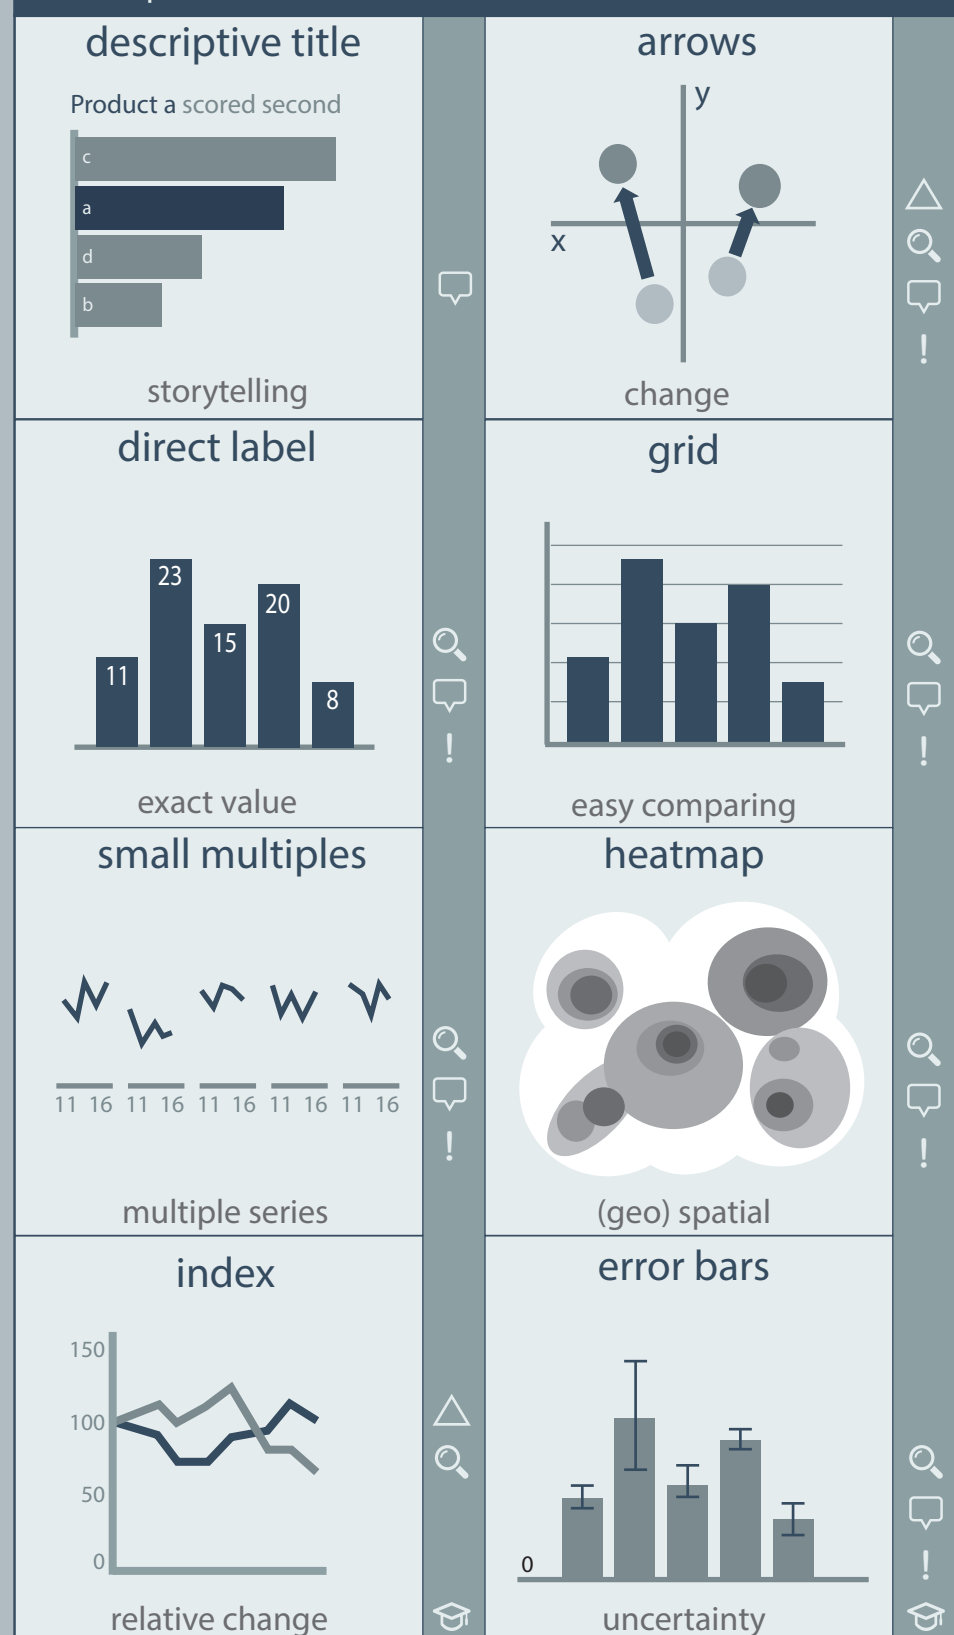 descriptive title
Product a scored second
c
a
d
b
storytelling
arrows
y
x
change
direct label
11
23
15
20
8
exact value
grid
easy comparing
small multiples
11 16 11 16 11 16 11 16 11 16
multiple series
heatmap
(geo) spatial
index
150
100
50
0
relative change
error bars
0
uncertainty